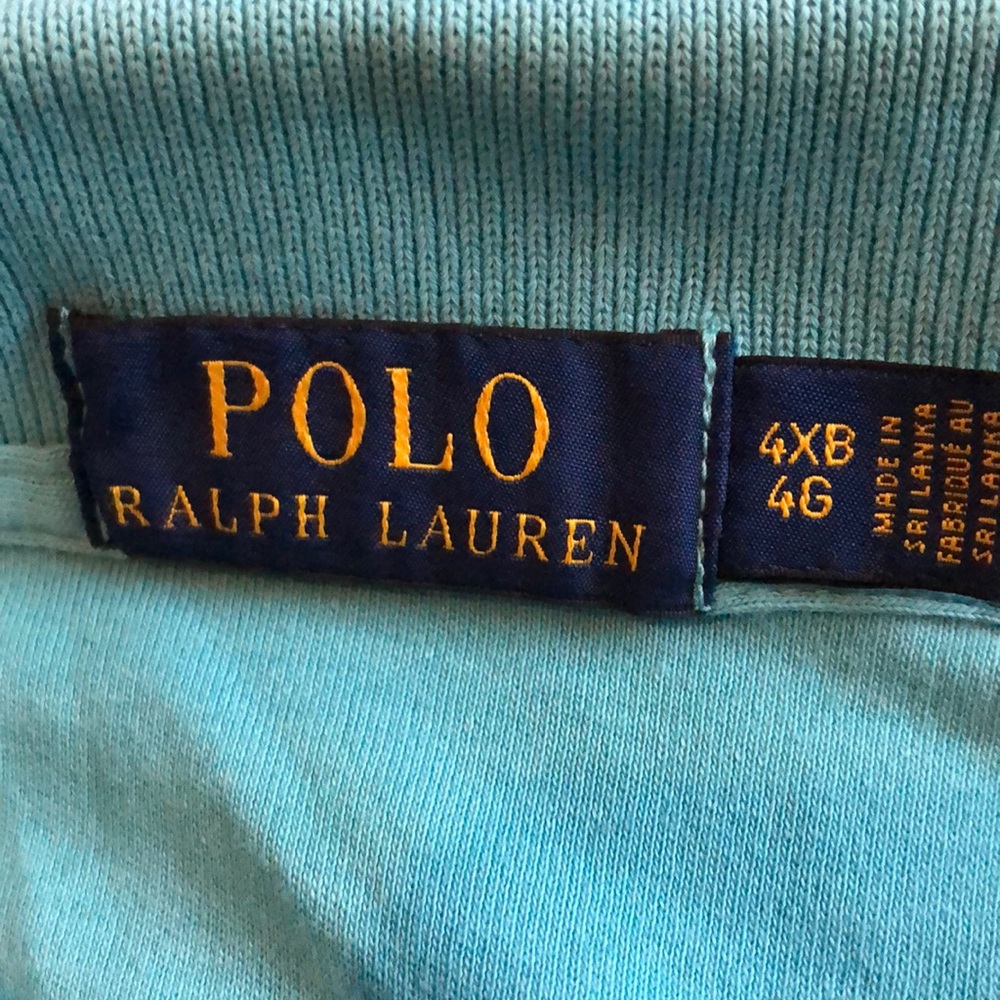 POLO
RALPH LAUREN
4XB
4G
MADE IN
SRI LANKA
FABRIQUÉ AU
SRI LANKA